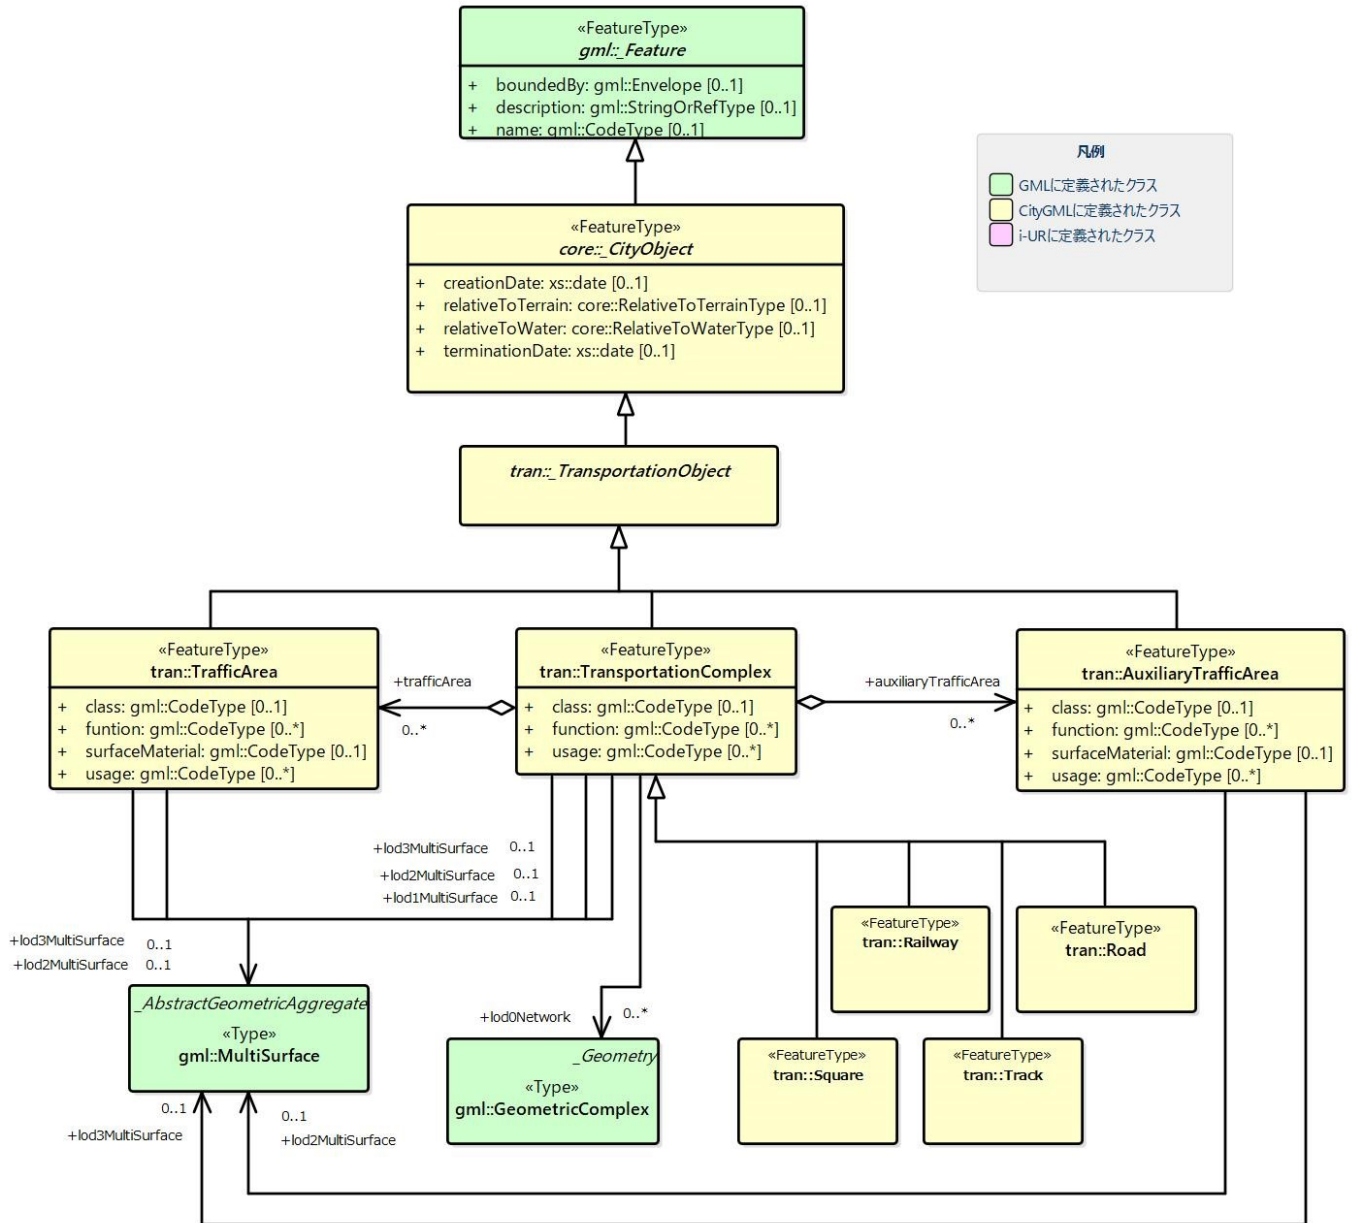 «FeatureType»
gml::_Feature
+ boundedBy: gml::Envelope [0..1]
+ description: gml::StringOrRefType [0..1]
+ name: gml::CodeType [0..1]
凡例
GMLに定義されたクラス
CityGMLに定義されたクラス
i-URに定義されたクラス
«FeatureType»
core::_CityObject
+ creationDate: xs::date [0..1]
+ relativeToTerrain: core::RelativeToTerrainType [0..1]
+ relativeToWater: core::RelativeToWaterType [0..1]
+ terminationDate: xs::date [0..1]
tran::_TransportationObject
«FeatureType»
tran::TrafficArea
+ class: gml::CodeType [0..1]
+ funtion: gml::CodeType [0..*]
+ surfaceMaterial: gml::CodeType [0..1]
+ usage: gml::CodeType [0..*]
+trafficArea
0..*
«FeatureType»
tran::TransportationComplex
+ class: gml::CodeType [0..1]
+ function: gml::CodeType [0..*]
+ usage: gml::CodeType [0..*]
+auxiliaryTrafficArea
0..*
«FeatureType»
tran::AuxiliaryTrafficArea
+ class: gml::CodeType [0..1]
+ function: gml::CodeType [0..*]
+ surfaceMaterial: gml::CodeType [0..1]
+ usage: gml::CodeType [0..*]
+lod3MultiSurface 0..1
+lod2MultiSurface 0..1
+lod1MultiSurface 0..1
+lod3MultiSurface 0..1
+lod2MultiSurface 0..1
_AbstractGeometricAggregate
«Type»
gml::MultiSurface
+lod0Network 0..*
_Geometry
«Type»
gml::GeometricComplex
«FeatureType»
tran::Railway
«FeatureType»
tran::Road
«FeatureType»
tran::Square
«FeatureType»
tran::Track
0..1
+lod3MultiSurface
0..1
+lod2MultiSurface